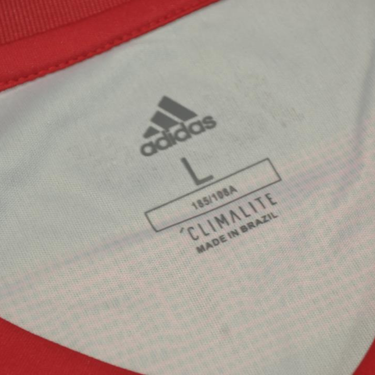 adidas
L
185/108A
CLIMALITE
MADE IN BRAZIL